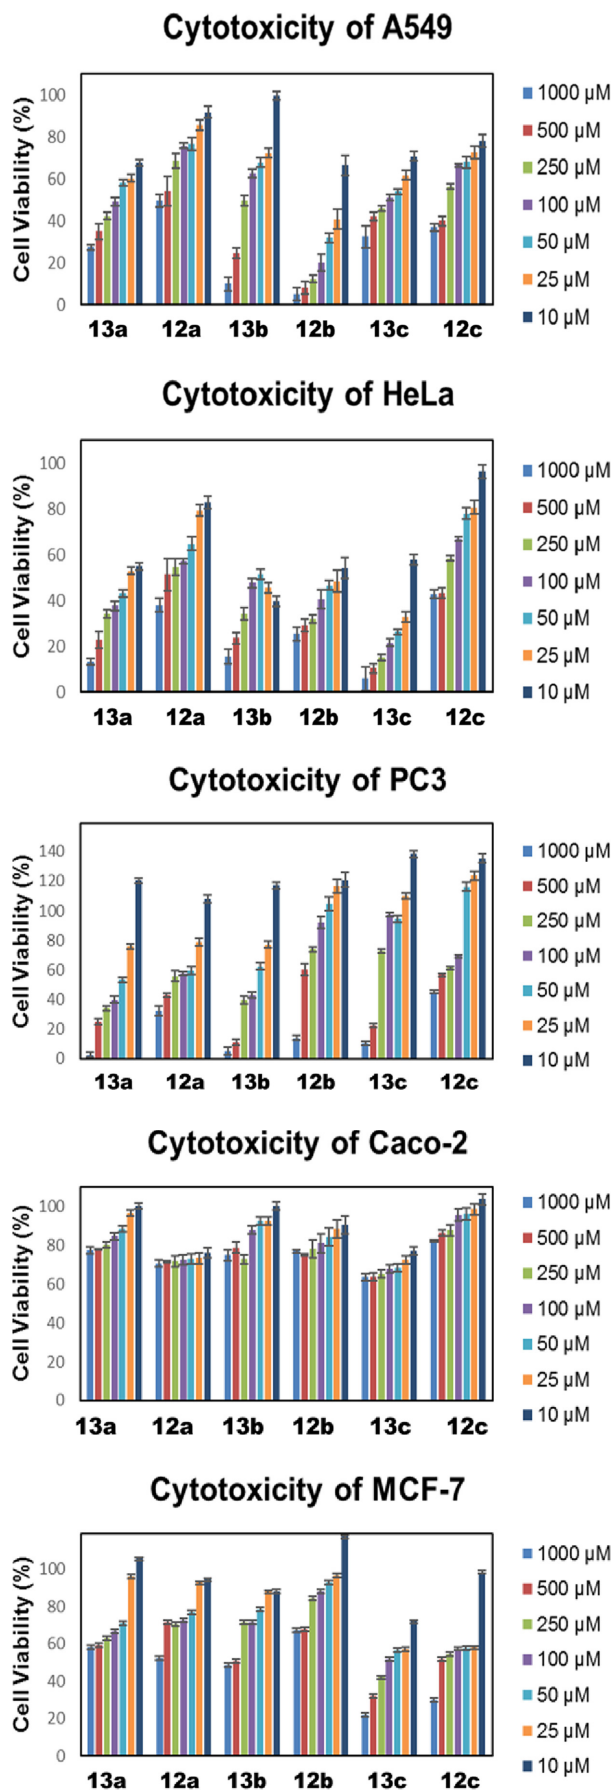 Cytotoxicity of A549
Cell Viability (%)
100
80
60
40
20
0
13a 12a 13b 12b 13c 12c
1000 µM
500 µM
250 µM
100 µM
50 µM
25 µM
10 µM
Cytotoxicity of HeLa
Cell Viability (%)
100
80
60
40
20
0
13a 12a 13b 12b 13c 12c
1000 µM
500 µM
250 µM
100 µM
50 µM
25 µM
10 µM
Cytotoxicity of PC3
Cell Viability (%)
140
120
100
80
60
40
20
0
13a 12a 13b 12b 13c 12c
1000 µM
500 µM
250 µM
100 µM
50 µM
25 µM
10 µM
Cytotoxicity of Caco-2
Cell Viability (%)
100
80
60
40
20
0
13a 12a 13b 12b 13c 12c
1000 µM
500 µM
250 µM
100 µM
50 µM
25 µM
10 µM
Cytotoxicity of MCF-7
Cell Viability (%)
100
80
60
40
20
0
13a 12a 13b 12b 13c 12c
1000 µM
500 µM
250 µM
100 µM
50 µM
25 µM
10 µM